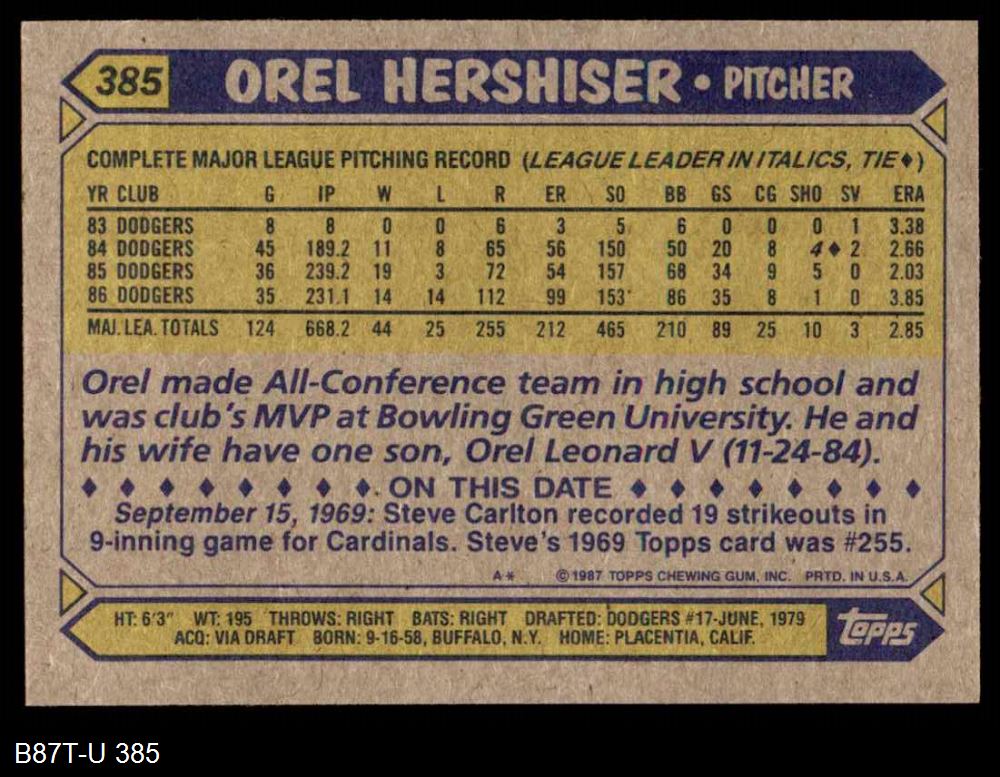 385 OREL HERSHISER • PITCHER
COMPLETE MAJOR LEAGUE PITCHING RECORD (LEAGUE LEADER IN ITALICS, TIE♦)
YR CLUB G IP W L R ER SO BB GS CG SHO SV ERA
83 DODGERS 8 8 0 0 6 3 5 6 0 0 0 1 3.38
84 DODGERS 45 189.2 11 8 65 56 150 50 20 8 4♦ 2 2.66
85 DODGERS 36 239.2 19 3 72 54 157 68 34 9 5 0 2.03
86 DODGERS 35 231.1 14 14 112 99 153 86 35 8 1 0 3.85
MAJ. LEA. TOTALS 124 668.2 44 25 255 212 465 210 89 25 10 3 2.85
Orel made All-Conference team in high school and
was club's MVP at Bowling Green University. He and
his wife have one son, Orel Leonard V (11-24-84).
♦ ♦ ♦ ♦ ♦ ♦ ♦ ♦ ON THIS DATE ♦ ♦ ♦ ♦ ♦ ♦ ♦ ♦
September 15, 1969: Steve Carlton recorded 19 strikeouts in
9-inning game for Cardinals. Steve's 1969 Topps card was #255.
A* ©1987 TOPPS CHEWING GUM, INC. PRTD. IN U.S.A.
HT: 6'3" WT: 195 THROWS: RIGHT BATS: RIGHT DRAFTED: DODGERS #17-JUNE, 1979
ACQ: VIA DRAFT BORN: 9-16-58, BUFFALO, N.Y. HOME: PLACENTIA, CALIF.
topps
B87T-U 385